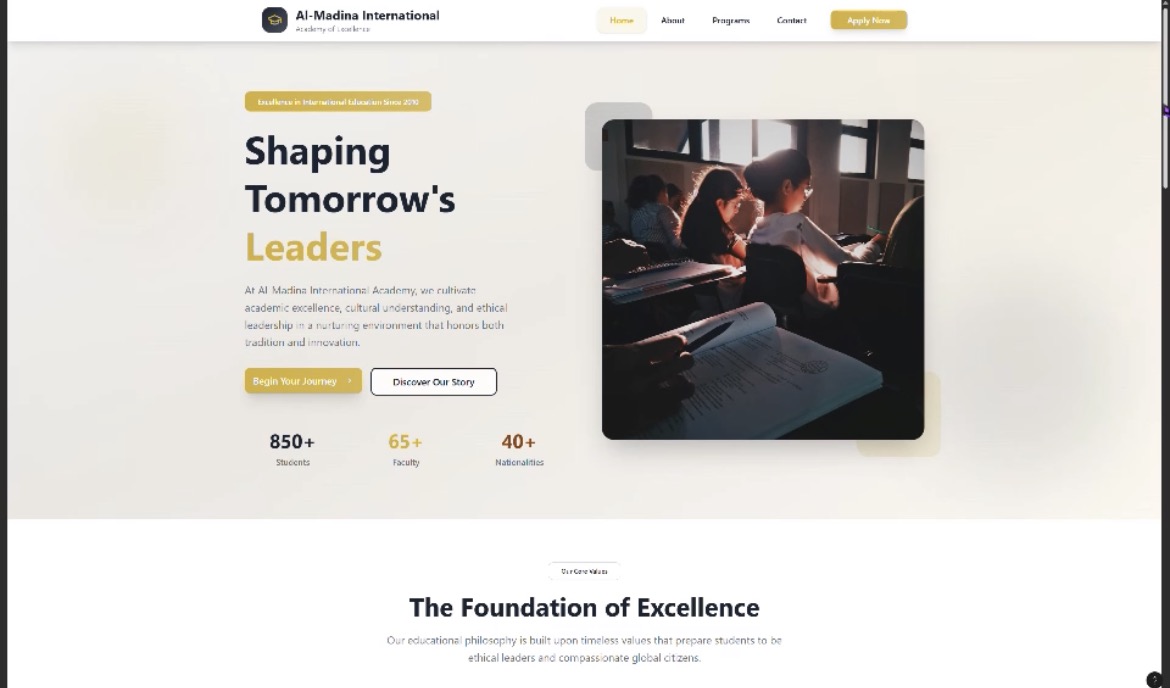 Al-Madina International
Academy of Excellence
Home
About
Programs
Contact
Apply Now
Excellence in International Education Since 2010
Shaping
Tomorrow's
Leaders
At Al-Madina International Academy, we cultivate
academic excellence, cultural understanding, and ethical
leadership in a nurturing environment that honors both
tradition and innovation.
Begin Your Journey
Discover Our Story
850+
Students
65+
Faculty
40+
Nationalities
Our Core Values
The Foundation of Excellence
Our educational philosophy is built upon timeless values that prepare students to be
ethical leaders and compassionate global citizens.
?